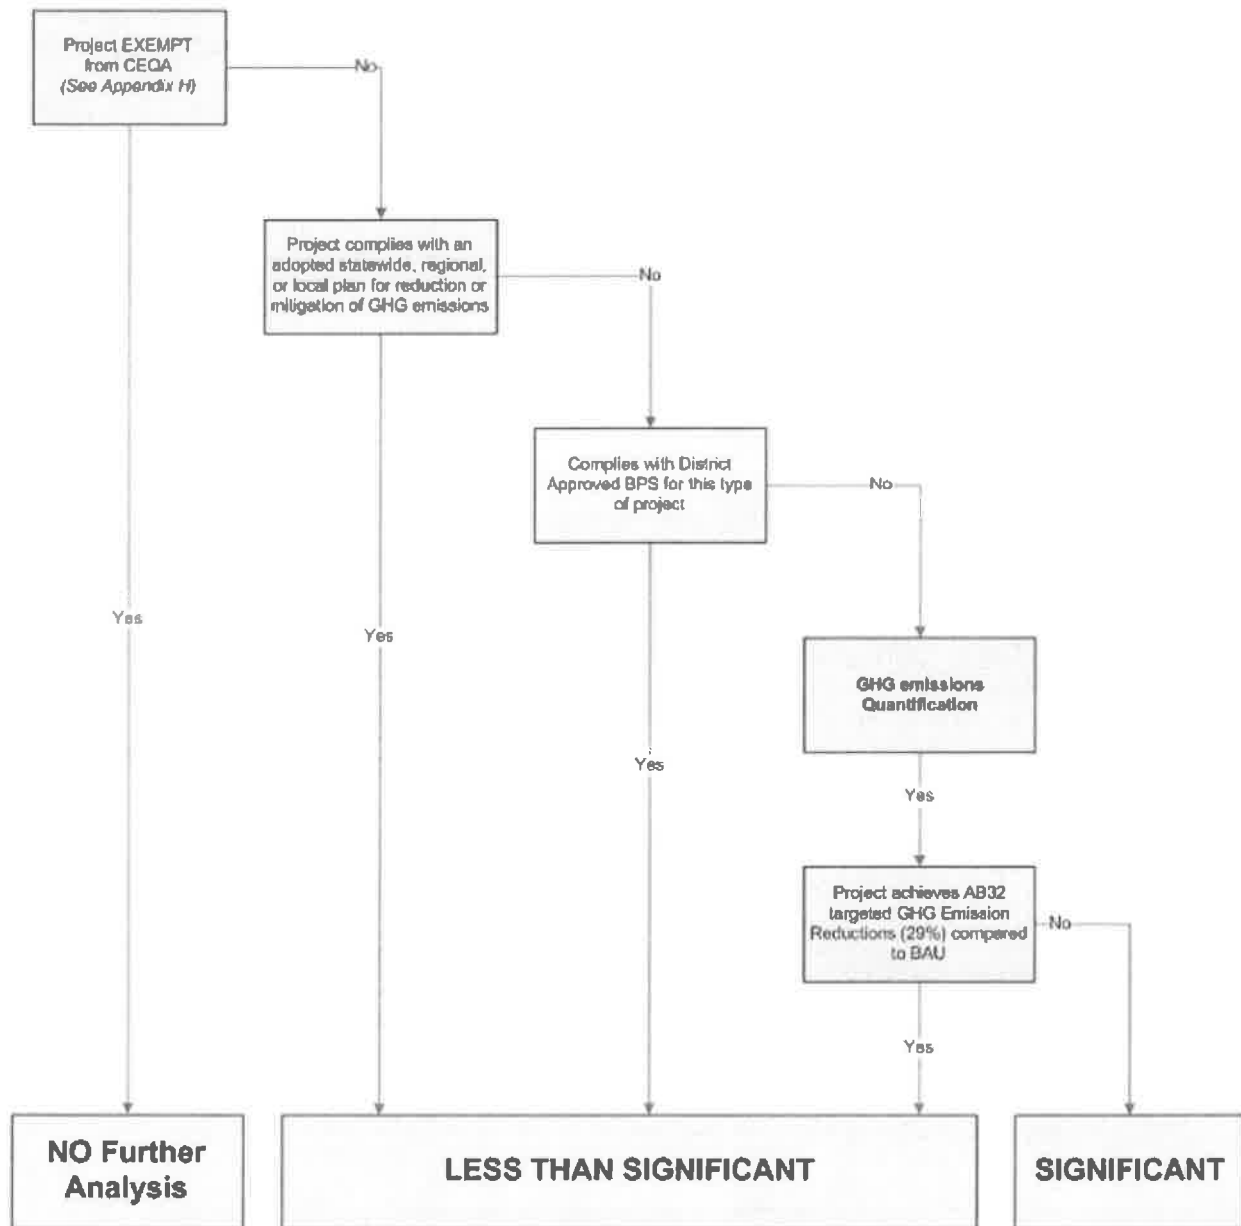 Project EXEMPT
from CEQA
(See Appendix H)
No
Project complies with an
adopted statewide, regional,
or local plan for reduction or
mitigation of GHG emissions
No
Complies with District
Approved BPS for this type
of project
No
Yes
Yes
GHG emissions
Quantification
Yes
Yes
Project achieves AB32
targeted GHG Emission
Reductions (29%) compared
to BAU
No
Yes
NO Further
Analysis
LESS THAN SIGNIFICANT
SIGNIFICANT